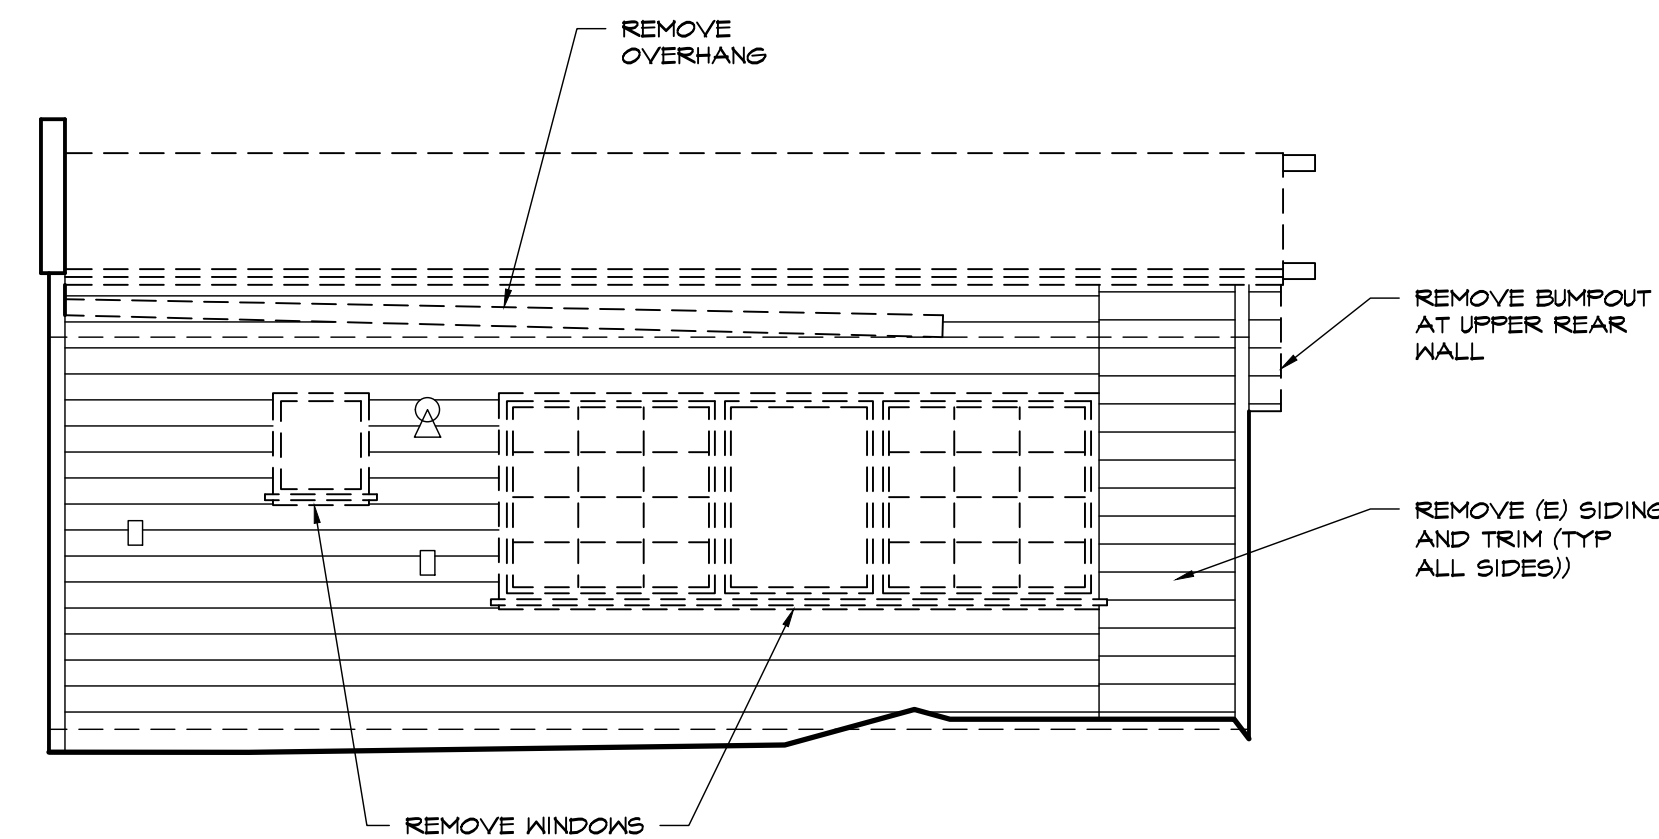 REMOVE
OVERHANG
REMOVE BUMPOUT
AT UPPER REAR
WALL
REMOVE (E) SIDING
AND TRIM (TYP
ALL SIDES))
REMOVE WINDOWS